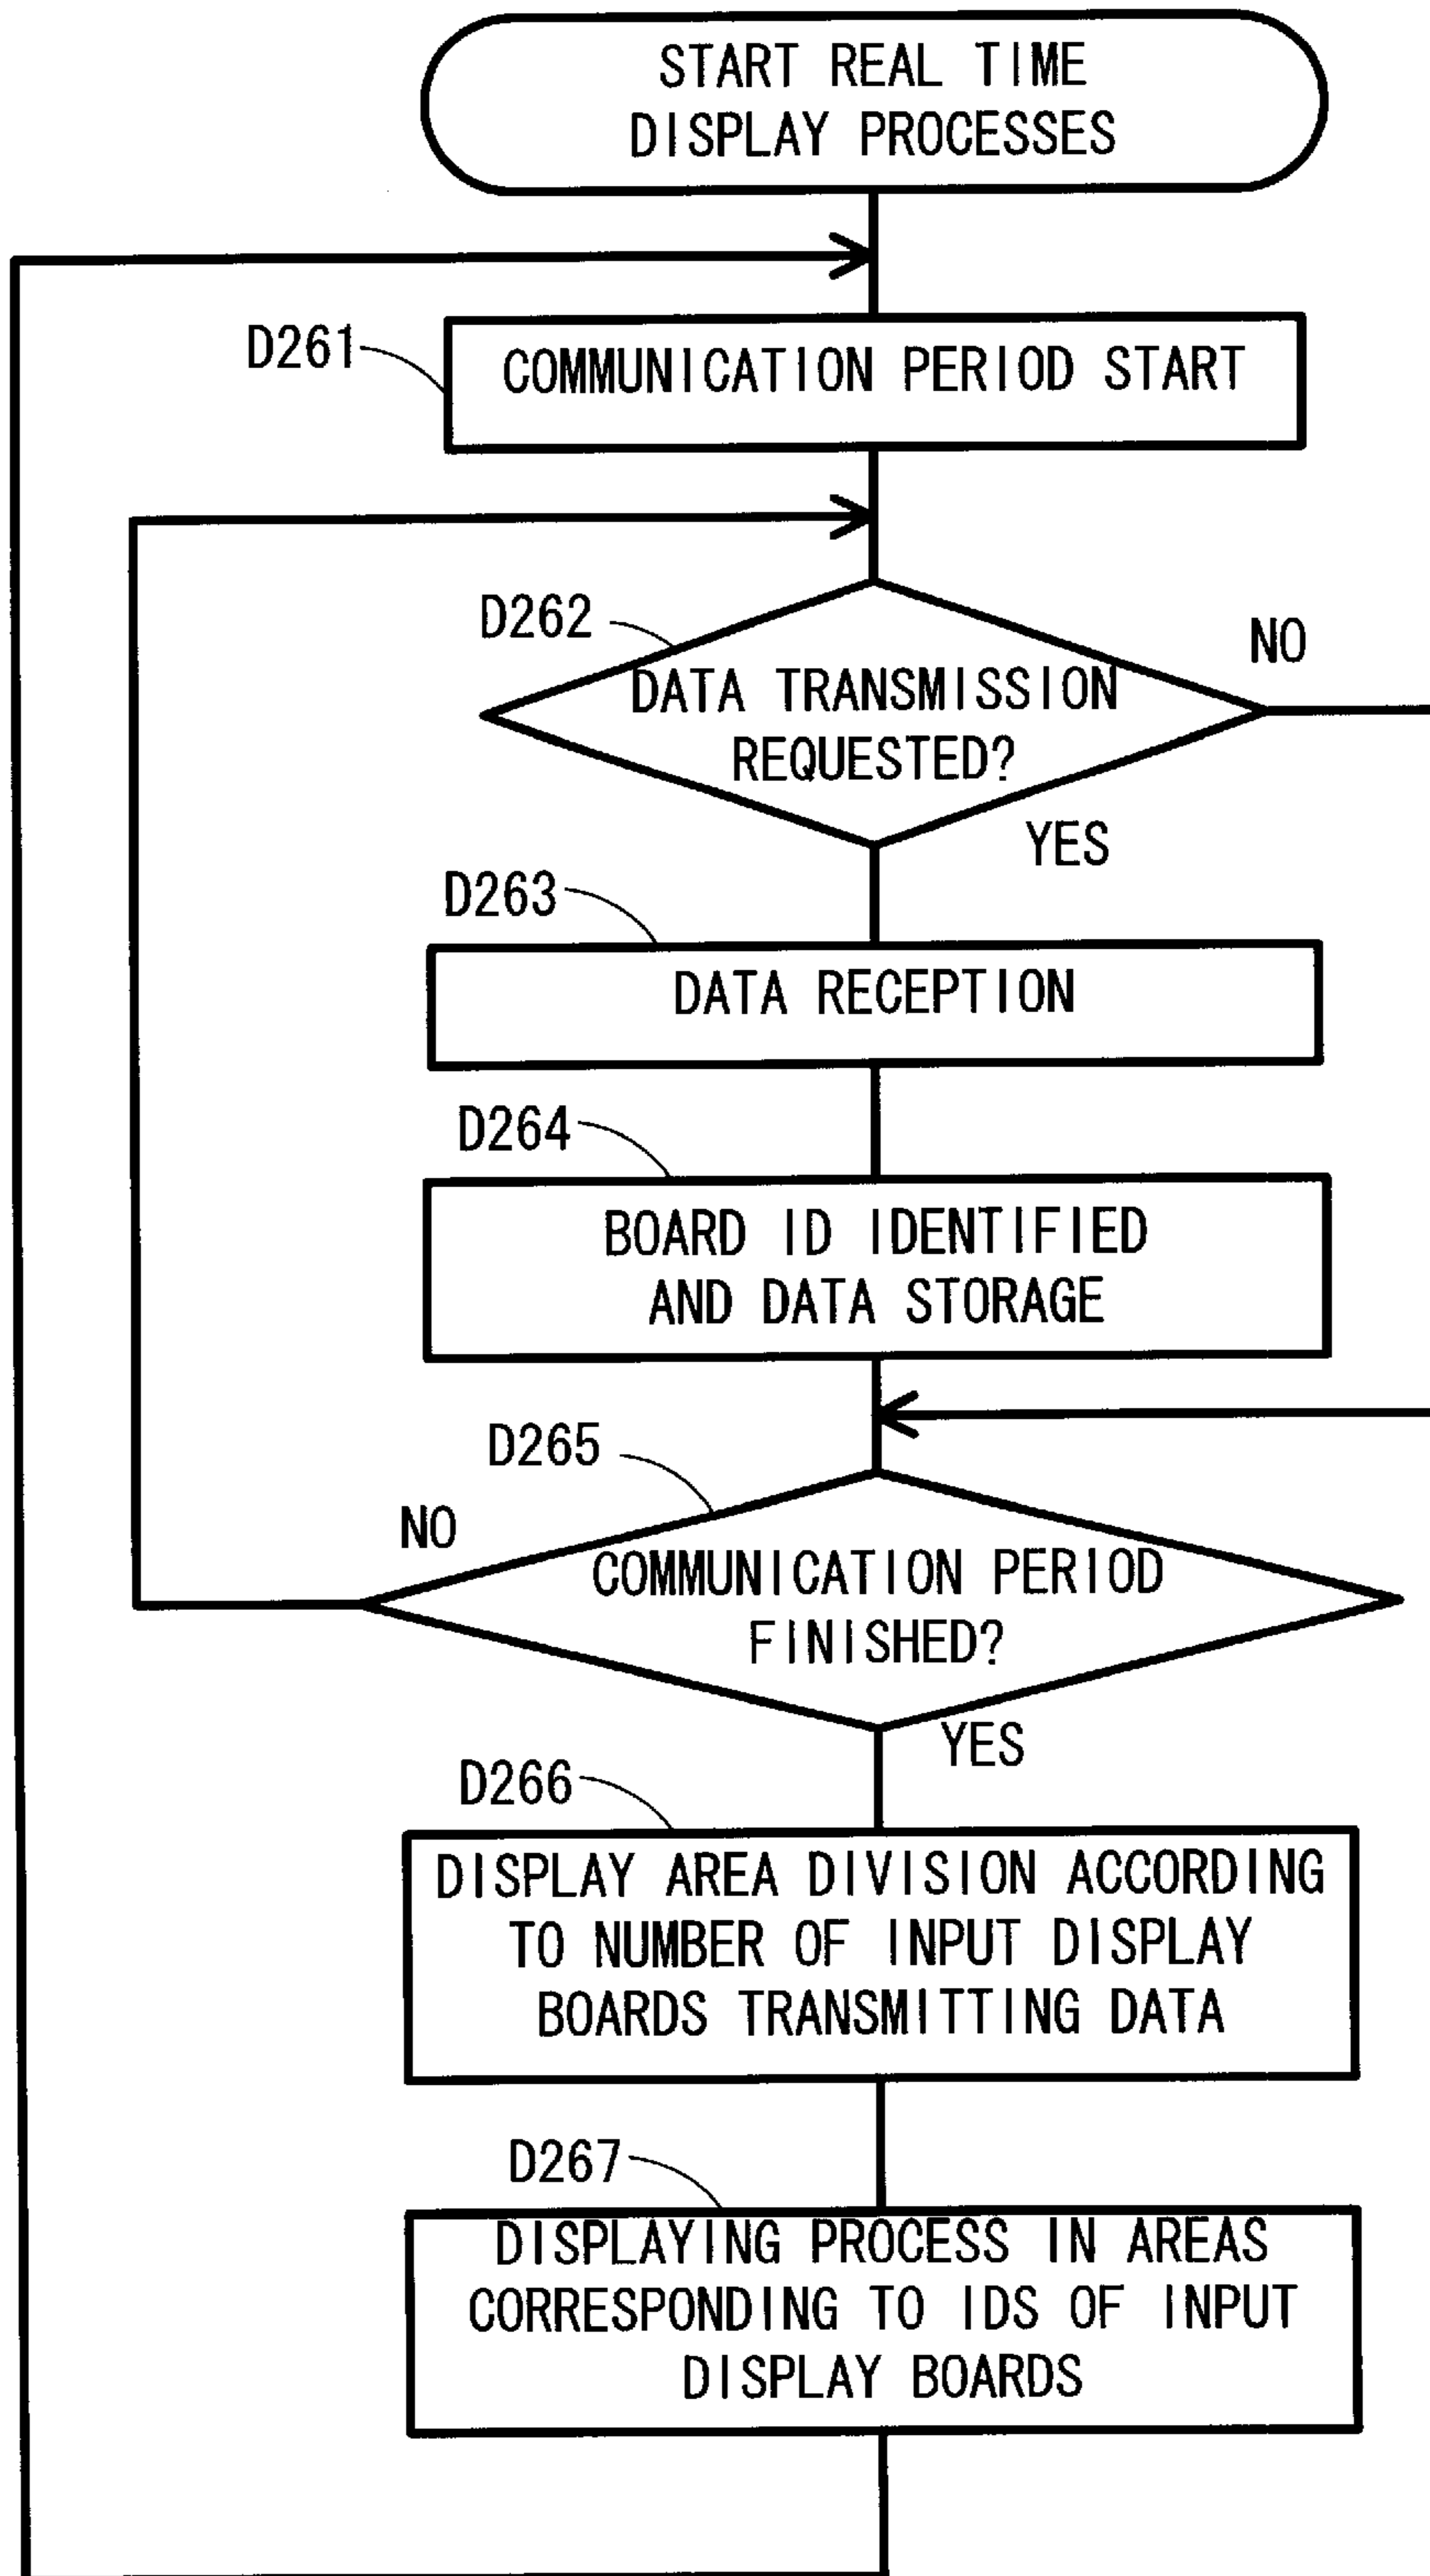 START REAL TIME
DISPLAY PROCESSES
D261
COMMUNICATION PERIOD START
D262
NO
DATA TRANSMISSION
REQUESTED?
YES
D263
DATA RECEPTION
D264
BOARD ID IDENTIFIED
AND DATA STORAGE
D265
NO
COMMUNICATION PERIOD
FINISHED?
YES
D266
DISPLAY AREA DIVISION ACCORDING
TO NUMBER OF INPUT DISPLAY
BOARDS TRANSMITTING DATA
D267
DISPLAYING PROCESS IN AREAS
CORRESPONDING TO IDS OF INPUT
DISPLAY BOARDS